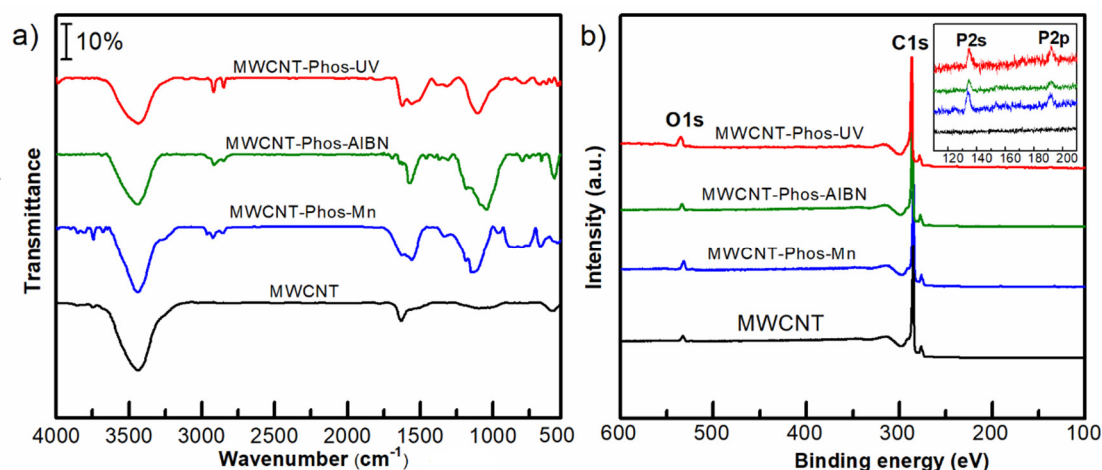 a)
10%
MWCNT-Phos-UV
MWCNT-Phos-AIBN
MWCNT-Phos-Mn
MWCNT
Transmittance
4000 3500 3000 2500 2000 1500 1000 500
Wavenumber (cm-1)
b)
C1s
P2s P2p
120 140 160 180 200
O1s
MWCNT-Phos-UV
MWCNT-Phos-AIBN
MWCNT-Phos-Mn
MWCNT
Intensity (a.u.)
600 500 400 300 200 100
Binding energy (eV)